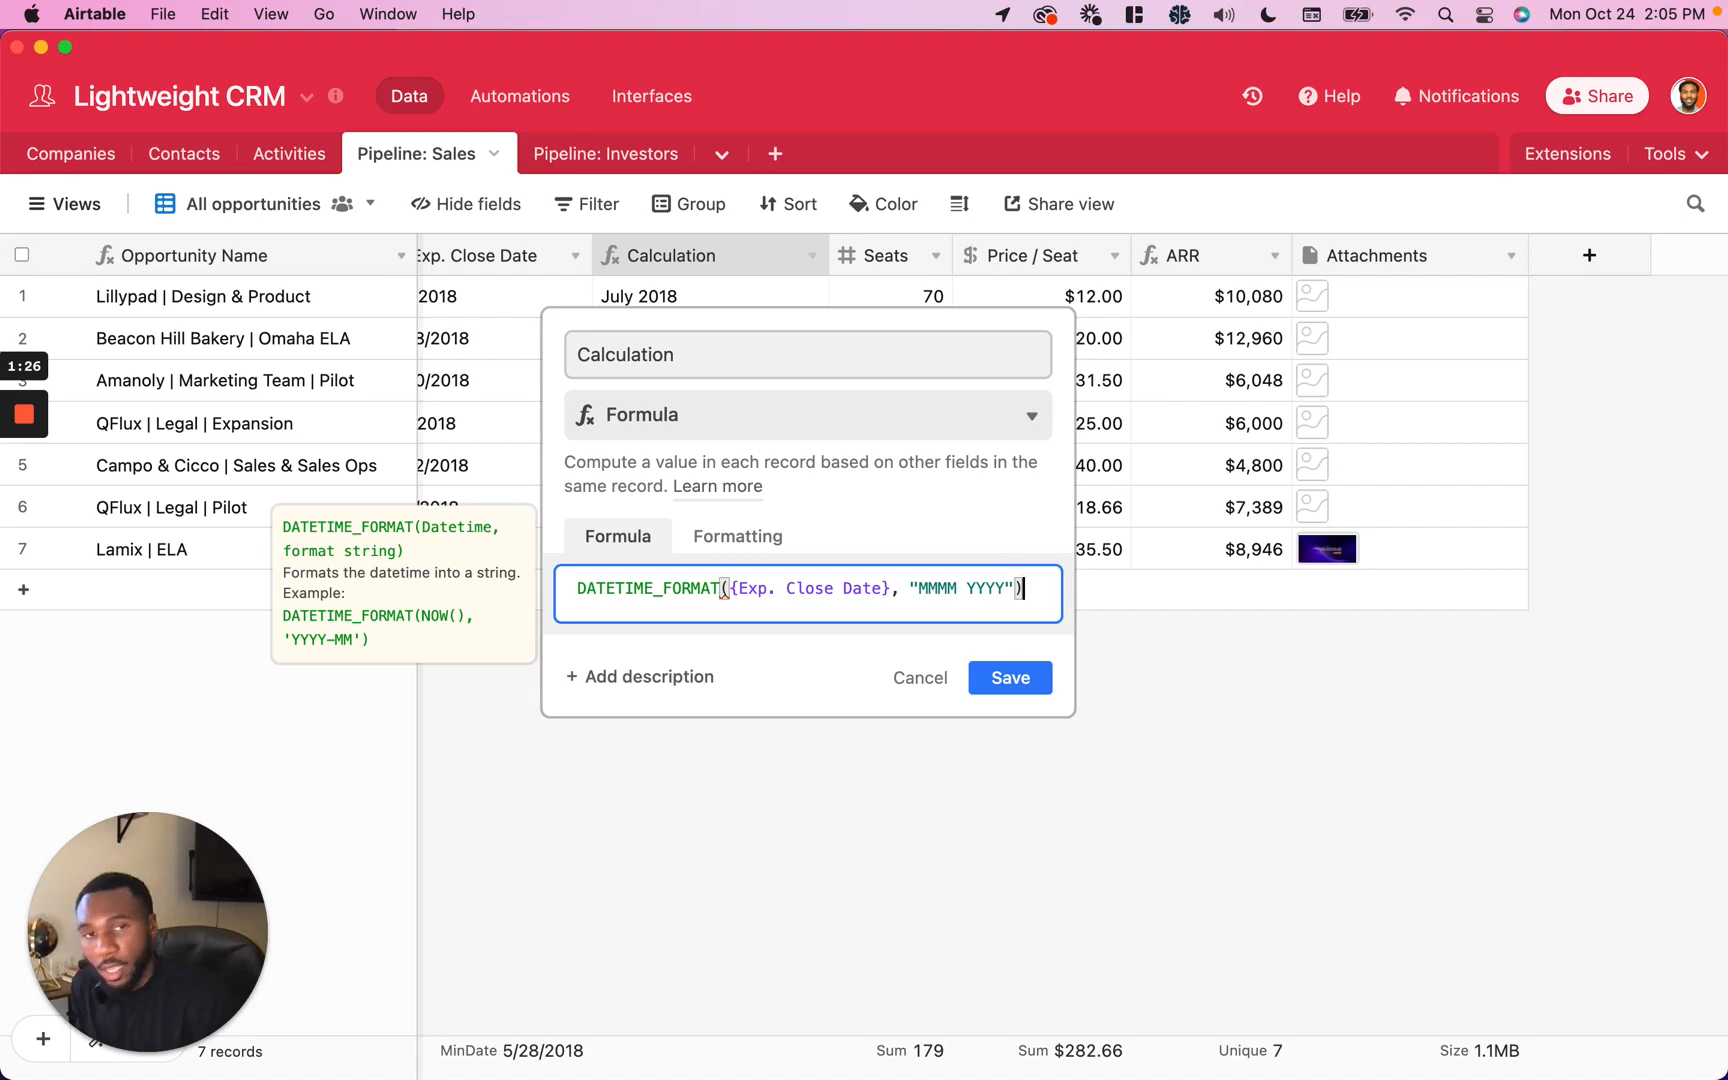 Airtable File Edit View Go Window Help Mon Oct 24 2:05 PM
Lightweight CRM Data Automations Interfaces Help Notifications Share
Companies Contacts Activities Pipeline: Sales Pipeline: Investors Extensions Tools
Views All opportunities Hide fields Filter Group Sort Color Share view
Opportunity Name Exp. Close Date Calculation Seats Price / Seat ARR Attachments
1 Lillypad | Design & Product 2018 July 2018 70 $12.00 $10,080
2 Beacon Hill Bakery | Omaha ELA 8/2018 20.00 $12,960
1:26
3 Amanoly | Marketing Team | Pilot 0/2018 31.50 $6,048
QFlux | Legal | Expansion 2018 25.00 $6,000
5 Campo & Cicco | Sales & Sales Ops 2/2018 40.00 $4,800
6 QFlux | Legal | Pilot 18.66 $7,389
7 Lamix | ELA 35.50 $8,946
Calculation
Formula
Compute a value in each record based on other fields in the
same record. Learn more
Formula Formatting
DATETIME_FORMAT({Exp. Close Date}, "MMMM YYYY")
+ Add description Cancel Save
DATETIME_FORMAT(Datetime,
format string)
Formats the datetime into a string.
Example:
DATETIME_FORMAT(NOW(),
'YYYY-MM')
7 records MinDate 5/28/2018 Sum 179 Sum $282.66 Unique 7 Size 1.1MB